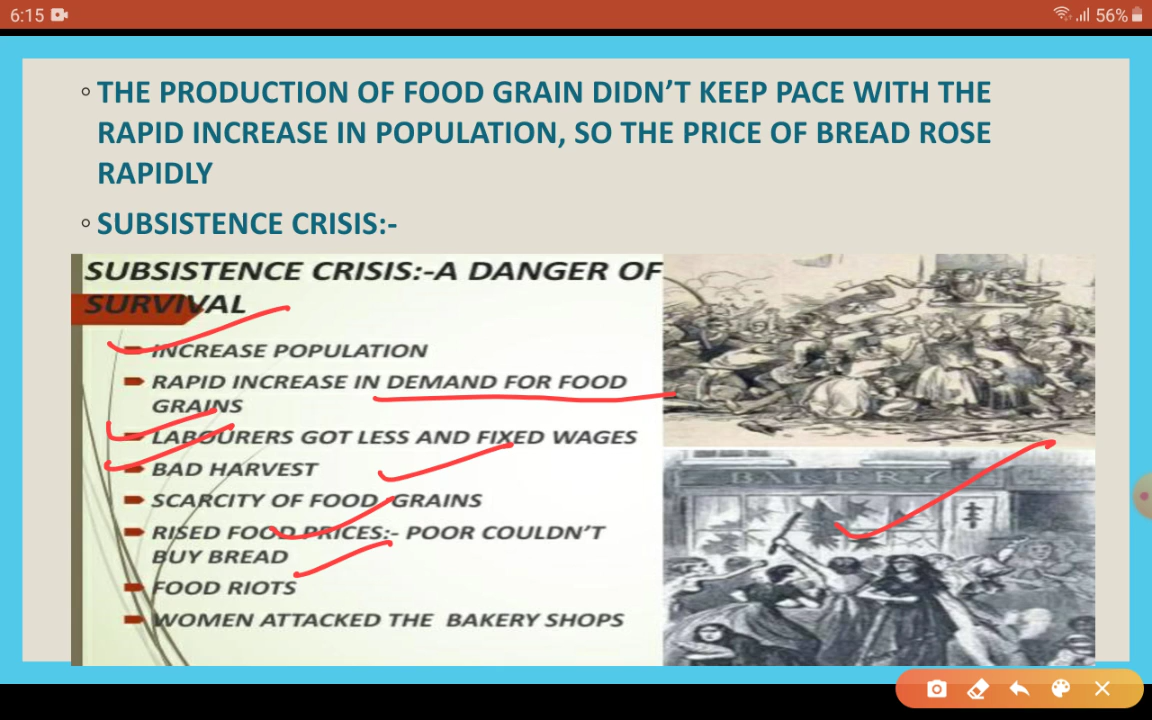 6:15
56%
◦ THE PRODUCTION OF FOOD GRAIN DIDN'T KEEP PACE WITH THE
RAPID INCREASE IN POPULATION, SO THE PRICE OF BREAD ROSE
RAPIDLY
◦ SUBSISTENCE CRISIS:-
SUBSISTENCE CRISIS:-A DANGER OF
SURVIVAL
INCREASE POPULATION
RAPID INCREASE IN DEMAND FOR FOOD
GRAINS
LABOURERS GOT LESS AND FIXED WAGES
BAD HARVEST
SCARCITY OF FOOD GRAINS
RISED FOOD PRICES:- POOR COULDN'T
BUY BREAD
FOOD RIOTS
WOMEN ATTACKED THE BAKERY SHOPS
BAKERY